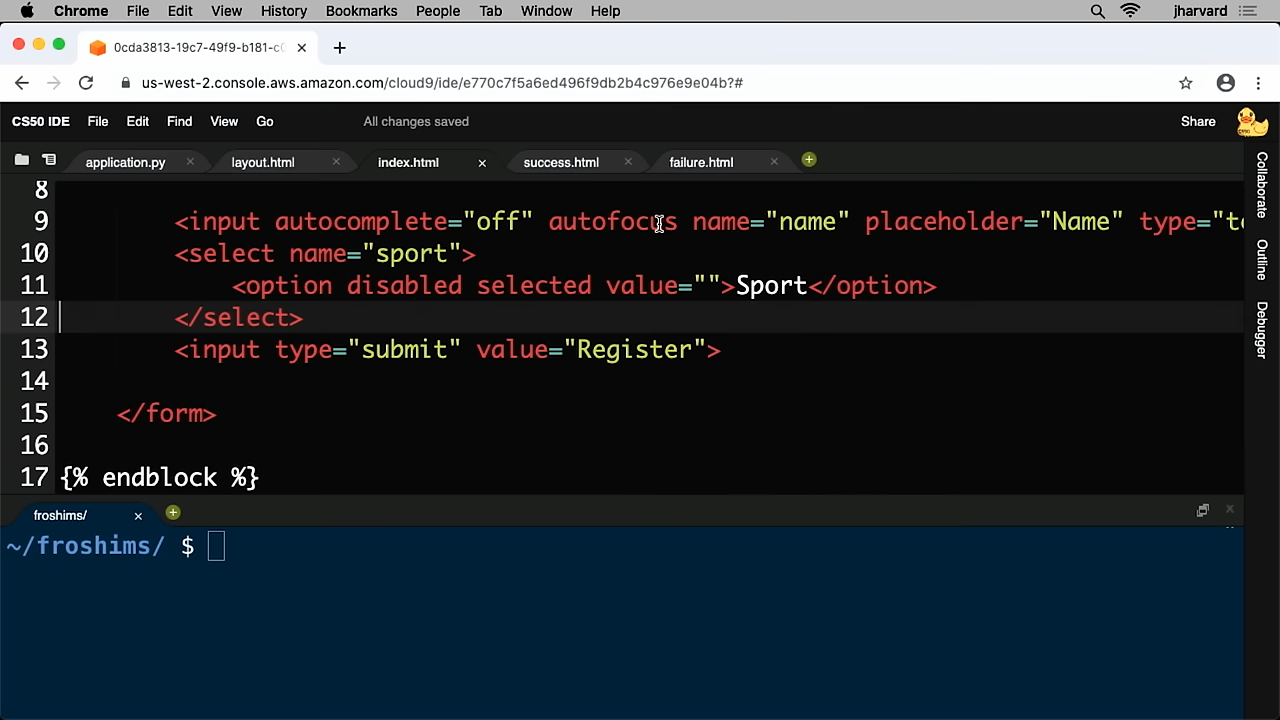 Chrome File Edit View History Bookmarks People Tab Window Help jharvard
0cda3813-19c7-49f9-b181-c0
us-west-2.console.aws.amazon.com/cloud9/ide/e770c7f5a6ed496f9db2b4c976e9e04b?#
CS50 IDE File Edit Find View Go All changes saved Share
application.py layout.html index.html success.html failure.html
Collaborate
Outline
Debugger
8
9 <input autocomplete="off" autofocus name="name" placeholder="Name" type="te
10 <select name="sport">
11 <option disabled selected value="">Sport</option>
12 </select>
13 <input type="submit" value="Register">
14
15 </form>
16
17 {% endblock %}
froshims/
~/froshims/ $